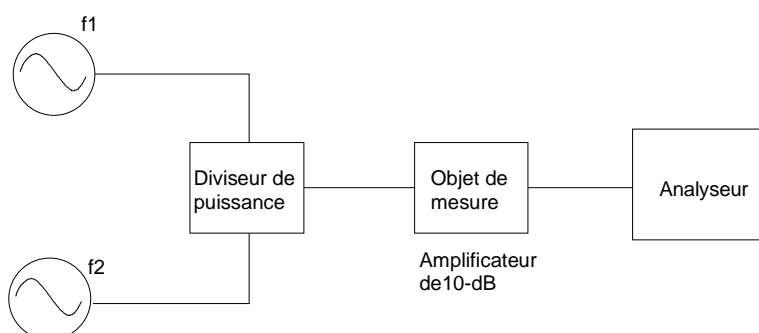 f1
Diviseur de
puissance
Objet de
mesure
Analyseur
Amplificateur
de10-dB
f2